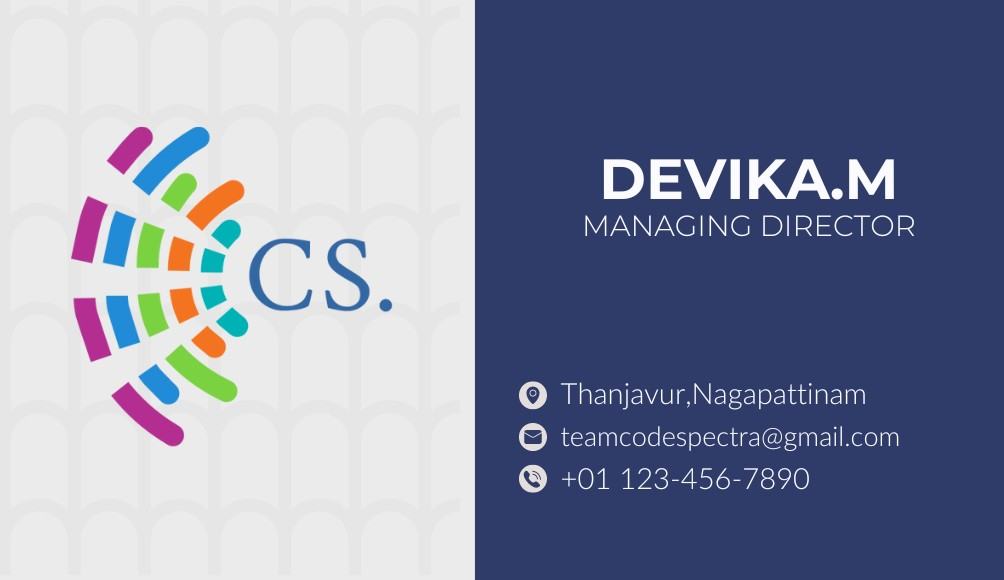 CS.
DEVIKA.M
MANAGING DIRECTOR
Thanjavur,Nagapattinam
teamcodespectra@gmail.com
+01 123-456-7890